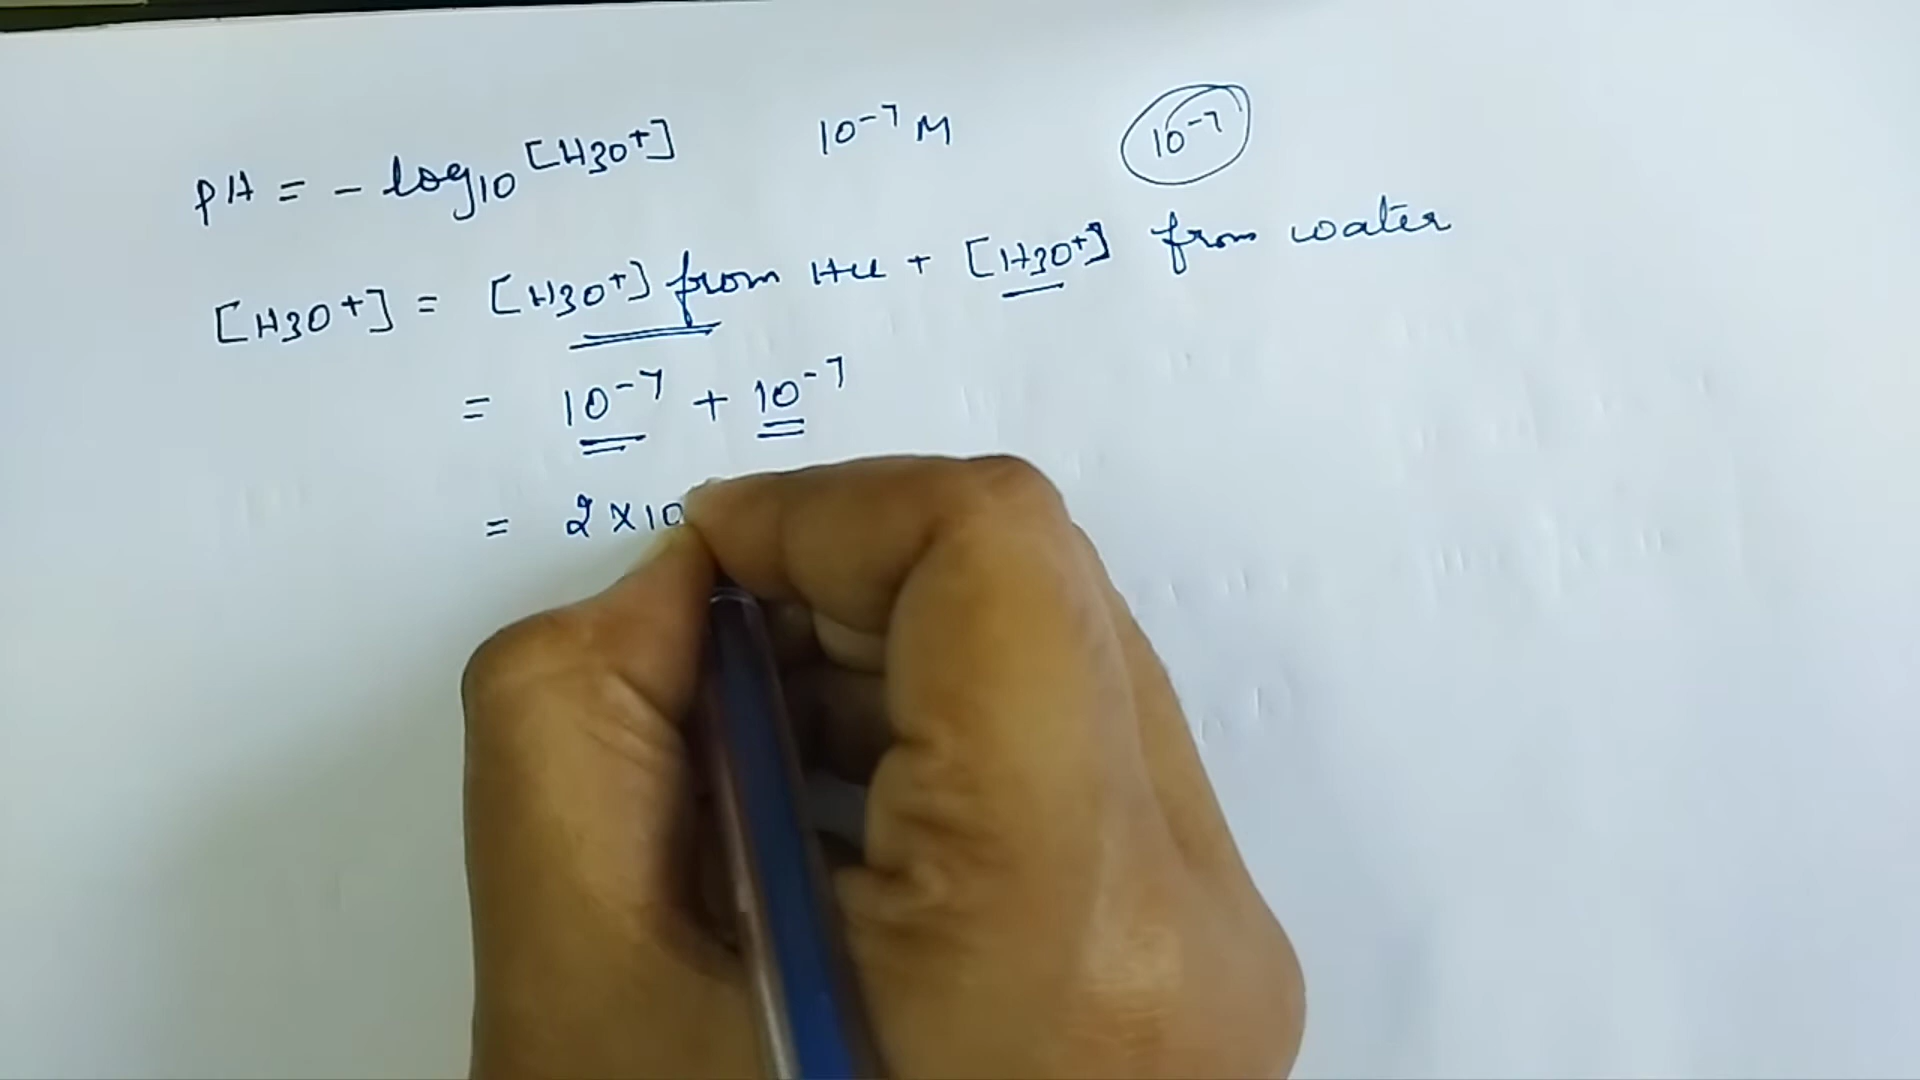 pH = - log10 [H3O+] 10-7 M 10-7
[H3O+] = [H3O+] from HCl + [H3O+] from water
= 10-7 + 10-7
= 2 × 10